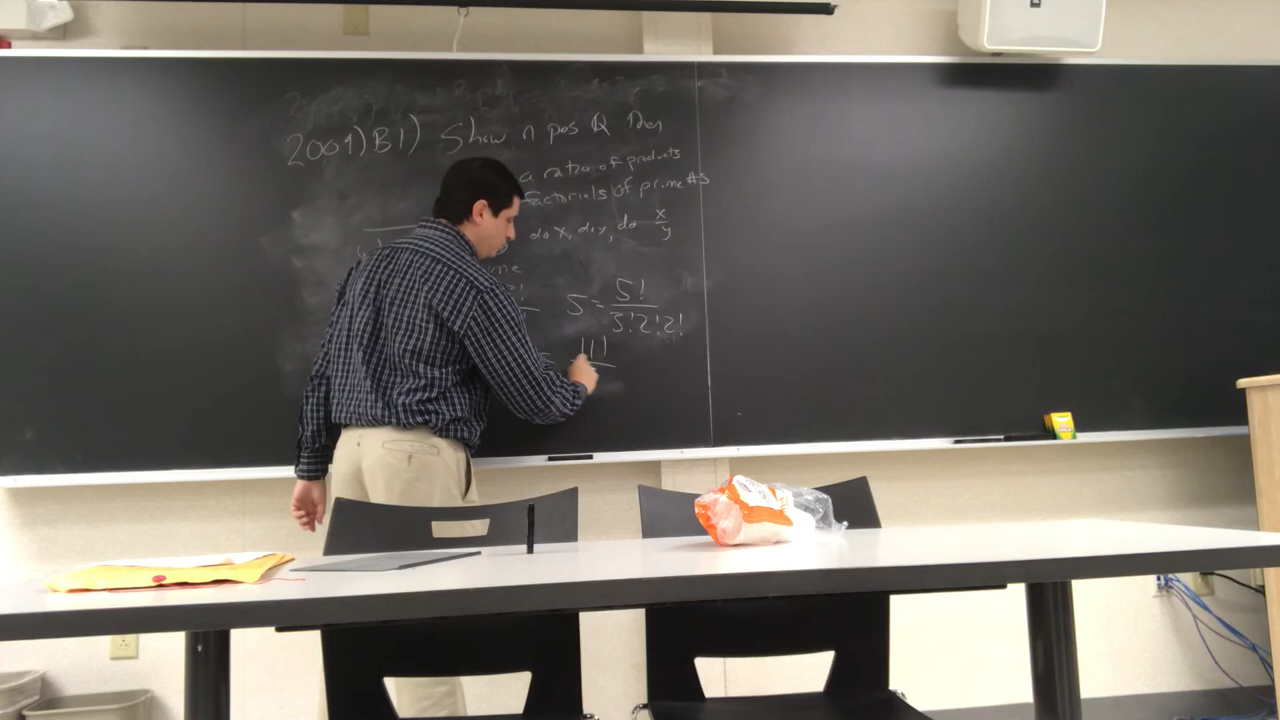 2009) B1) Show n pos Q then
a ratio of products
factorials of prime #s
do x, do y, do x/y
5 = 5!/3!2!2!
= 11!